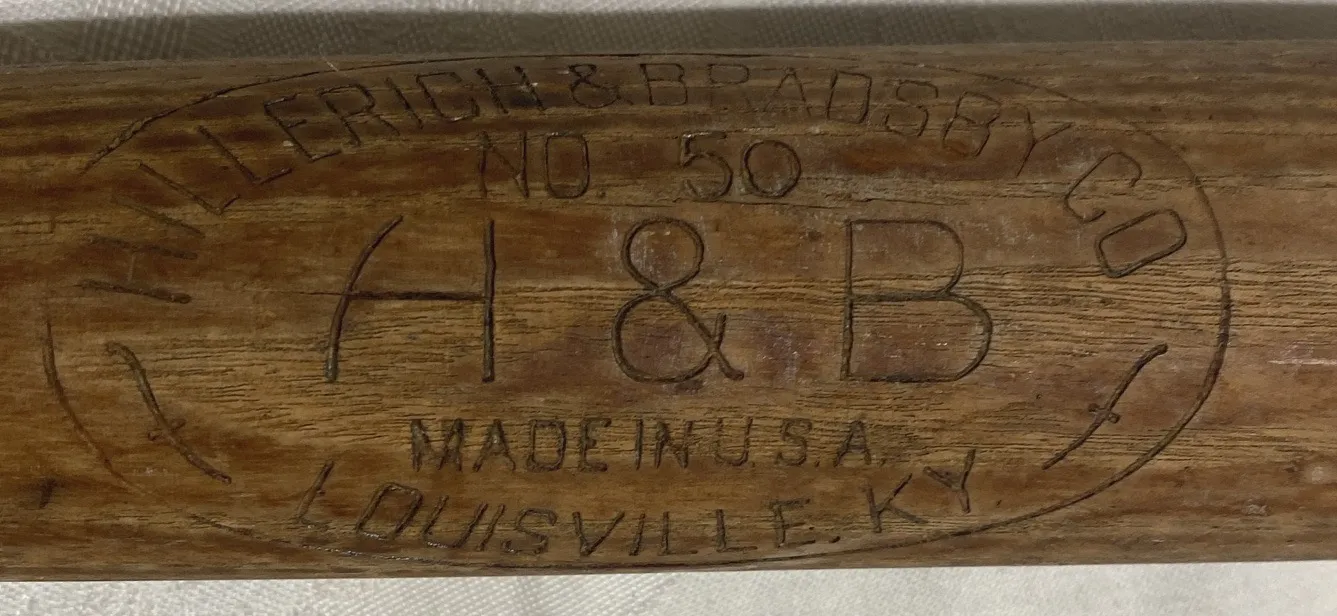 HILLERICH & BRADSBY CO
NO. 50
H & B
MADE IN U.S.A.
LOUISVILLE. KY